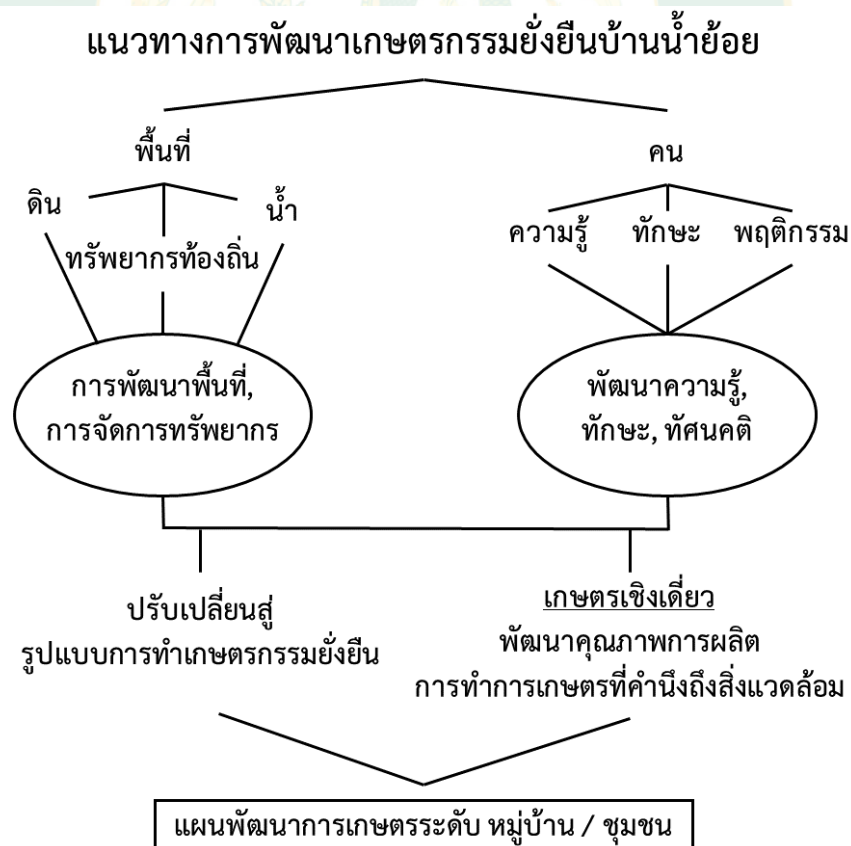 แนวทางการพัฒนาเกษตรกรรมยั่งยืนบ้านน้ำย้อย
พื้นที่
คน
ดิน
น้ำ
ทรัพยากรท้องถิ่น
ความรู้
ทักษะ
พฤติกรรม
การพัฒนาพื้นที่,
การจัดการทรัพยากร
พัฒนาความรู้,
ทักษะ, ทัศนคติ
ปรับเปลี่ยนสู่
รูปแบบการทำเกษตรกรรมยั่งยืน
เกษตรเชิงเดี่ยว
พัฒนาคุณภาพการผลิต
การทำการเกษตรที่คำนึงถึงสิ่งแวดล้อม
แผนพัฒนาการเกษตรระดับ หมู่บ้าน / ชุมชน